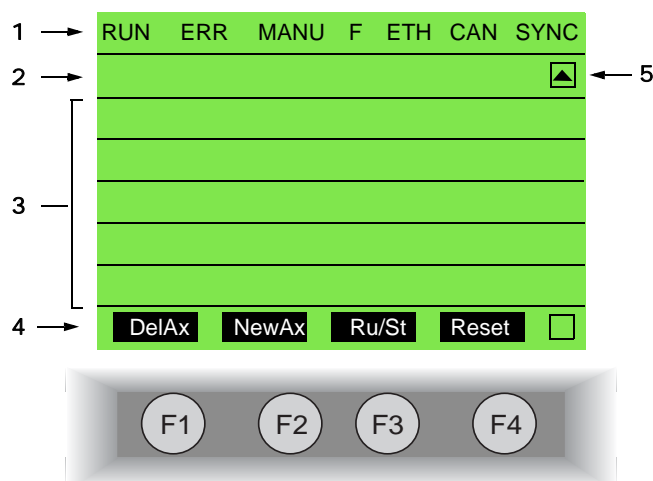 1 RUN ERR MANU F ETH CAN SYNC
2 5
3
4 DelAx NewAx Ru/St Reset
F1 F2 F3 F4